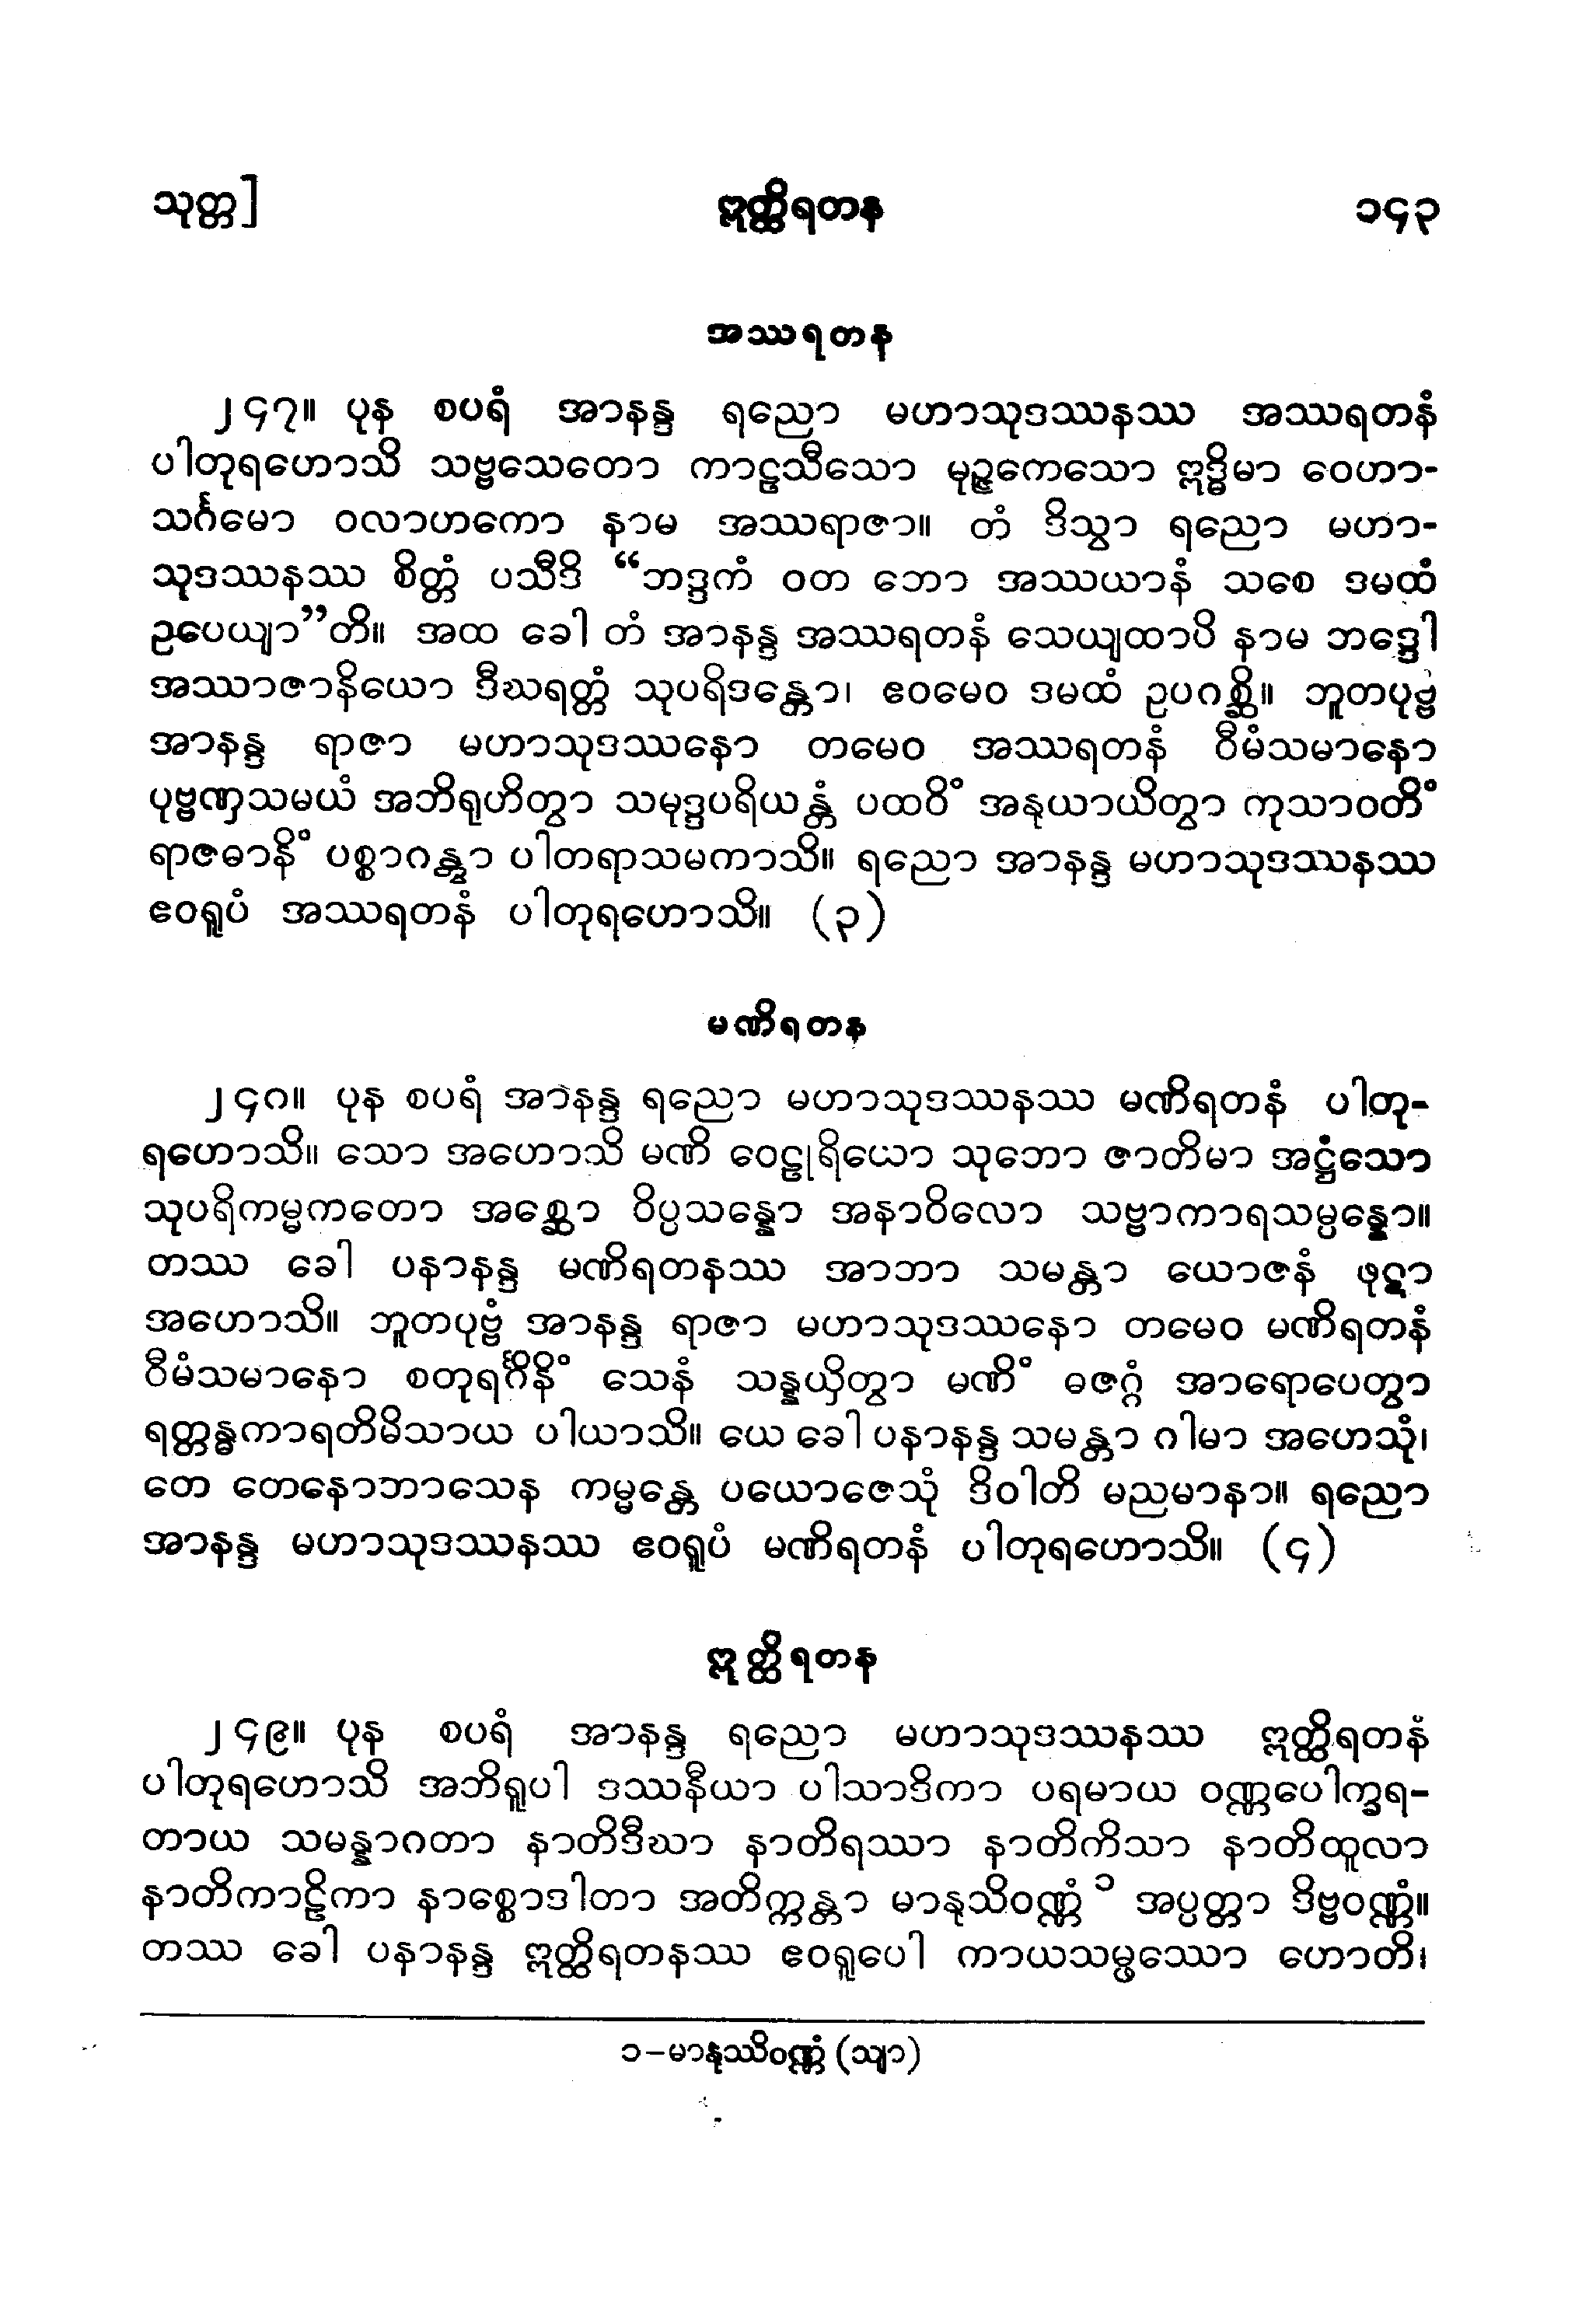 သုတ္တ]
ဣတ္ထိရတန
၁၄၃
အဿရတန
၂၄၇။ ပုန စပရံ အာနန္ဒ ရညော မဟာသုဒဿနဿ အဿရတနံ
ပါတုရဟောသိ သဗ္ဗသေတော ကာဠသီသော မုဉ္ဇကေသော ဣဒ္ဓိမာ ဝေဟာ-
သင်္ဂမော ဝလာဟကော နာမ အဿရာဇာ။ တံ ဒိသွာ ရညော မဟာ-
သုဒဿနဿ စိတ္တံ ပသီဒိ “ဘဒ္ဒကံ ဝတ ဘော အဿယာနံ သစေ ဒမထံ
ဥပေယျာ”တိ။ အထ ခေါ တံ အာနန္ဒ အဿရတနံ သေယျထာပိ နာမ ဘဒ္ဒေါ
အဿာဇာနိယော ဒီဃရတ္တံ သုပရိဒန္တော၊ ဧဝမေဝ ဒမထံ ဥပဂစ္ဆိ။ ဘူတပုဗ္ဗံ
အာနန္ဒ ရာဇာ မဟာသုဒဿနော တမေဝ အဿရတနံ ဝီမံသမာနော
ပုဗ္ဗဏှသမယံ အဘိရုဟိတွာ သမုဒ္ဒပရိယန္တံ ပထဝိံ အနုယာယိတွာ ကုသာဝတိံ
ရာဇဓာနိံ ပစ္စာဂန္တွာ ပါတရာသမကာသိ။ ရညော အာနန္ဒ မဟာသုဒဿနဿ
ဧဝရူပံ အဿရတနံ ပါတုရဟောသိ။ (၃)
မဏိရတန
၂၄၈။ ပုန စပရံ အာနန္ဒ ရညော မဟာသုဒဿနဿ မဏိရတနံ ပါတု-
ရဟောသိ။ သော အဟောသိ မဏိ ဝေဠုရိယော သုဘော ဇာတိမာ အဋ္ဌံသော
သုပရိကမ္မကတော အစ္ဆော ဝိပ္ပသန္နော အနာဝိလော သဗ္ဗာကာရသမ္ပန္နော။
တဿ ခေါ ပနာနန္ဒ မဏိရတနဿ အာဘာ သမန္တာ ယောဇနံ ဖုဋာ
အဟောသိ။ ဘူတပုဗ္ဗံ အာနန္ဒ ရာဇာ မဟာသုဒဿနော တမေဝ မဏိရတနံ
ဝီမံသမာနော စတုရင်္ဂိနိံ သေနံ သန္နယှိတွာ မဏိံ ဓဇဂ္ဂံ အာရောပေတွာ
ရတ္တန္ဓကာရတိမိသာယ ပါယာသိ။ ယေ ခေါ ပနာနန္ဒ သမန္တာ ဂါမာ အဟေသုံ၊
တေ တေနောဘာသေန ကမ္မန္တေ ပယောဇေသုံ ဒိဝါတိ မညမာနာ။ ရညော
အာနန္ဒ မဟာသုဒဿနဿ ဧဝရူပံ မဏိရတနံ ပါတုရဟောသိ။ (၄)
ဣတ္ထိရတန
၂၄၉။ ပုန စပရံ အာနန္ဒ ရညော မဟာသုဒဿနဿ ဣတ္ထိရတနံ
ပါတုရဟောသိ အဘိရူပါ ဒဿနီယာ ပါသာဒိကာ ပရမာယ ဝဏ္ဏပေါက္ခရ-
တာယ သမန္နာဂတာ နာတိဒီဃာ နာတိရဿာ နာတိကိသာ နာတိထူလာ
နာတိကာဠိကာ နာစ္စောဒါတာ အတိက္ကန္တာ မာနုသိဝဏ္ဏံ ၁ အပ္ပတ္တာ ဒိဗ္ဗဝဏ္ဏံ။
တဿ ခေါ ပနာနန္ဒ ဣတ္ထိရတနဿ ဧဝရူပေါ ကာယသမ္ဖဿော ဟောတိ၊
၁-မာနုဿိဝဏ္ဏံ (သျာ)